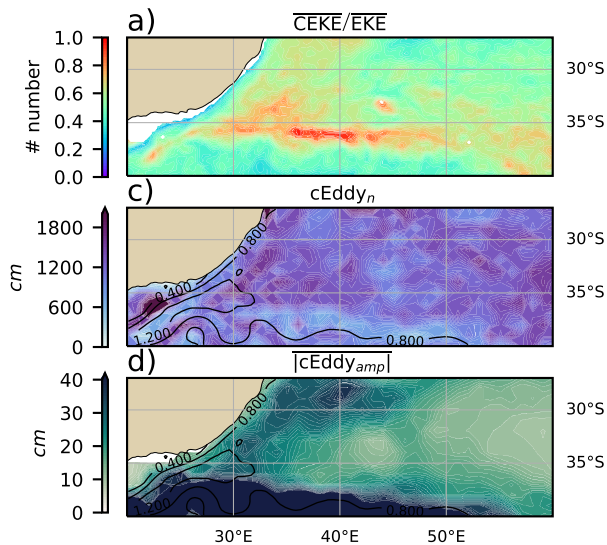 a) CEKE/EKE
1.0
0.8
0.6
0.4
0.2
0.0
# number
30°S
35°S
c) cEddyₙ
1800
1200
600
0
cm
0.800
0.400
1.200
0.800
30°S
35°S
d) |cEddy_amp|
40
30
20
10
0
cm
0.800
0.400
1.200
0.800
30°S
35°S
30°E 40°E 50°E